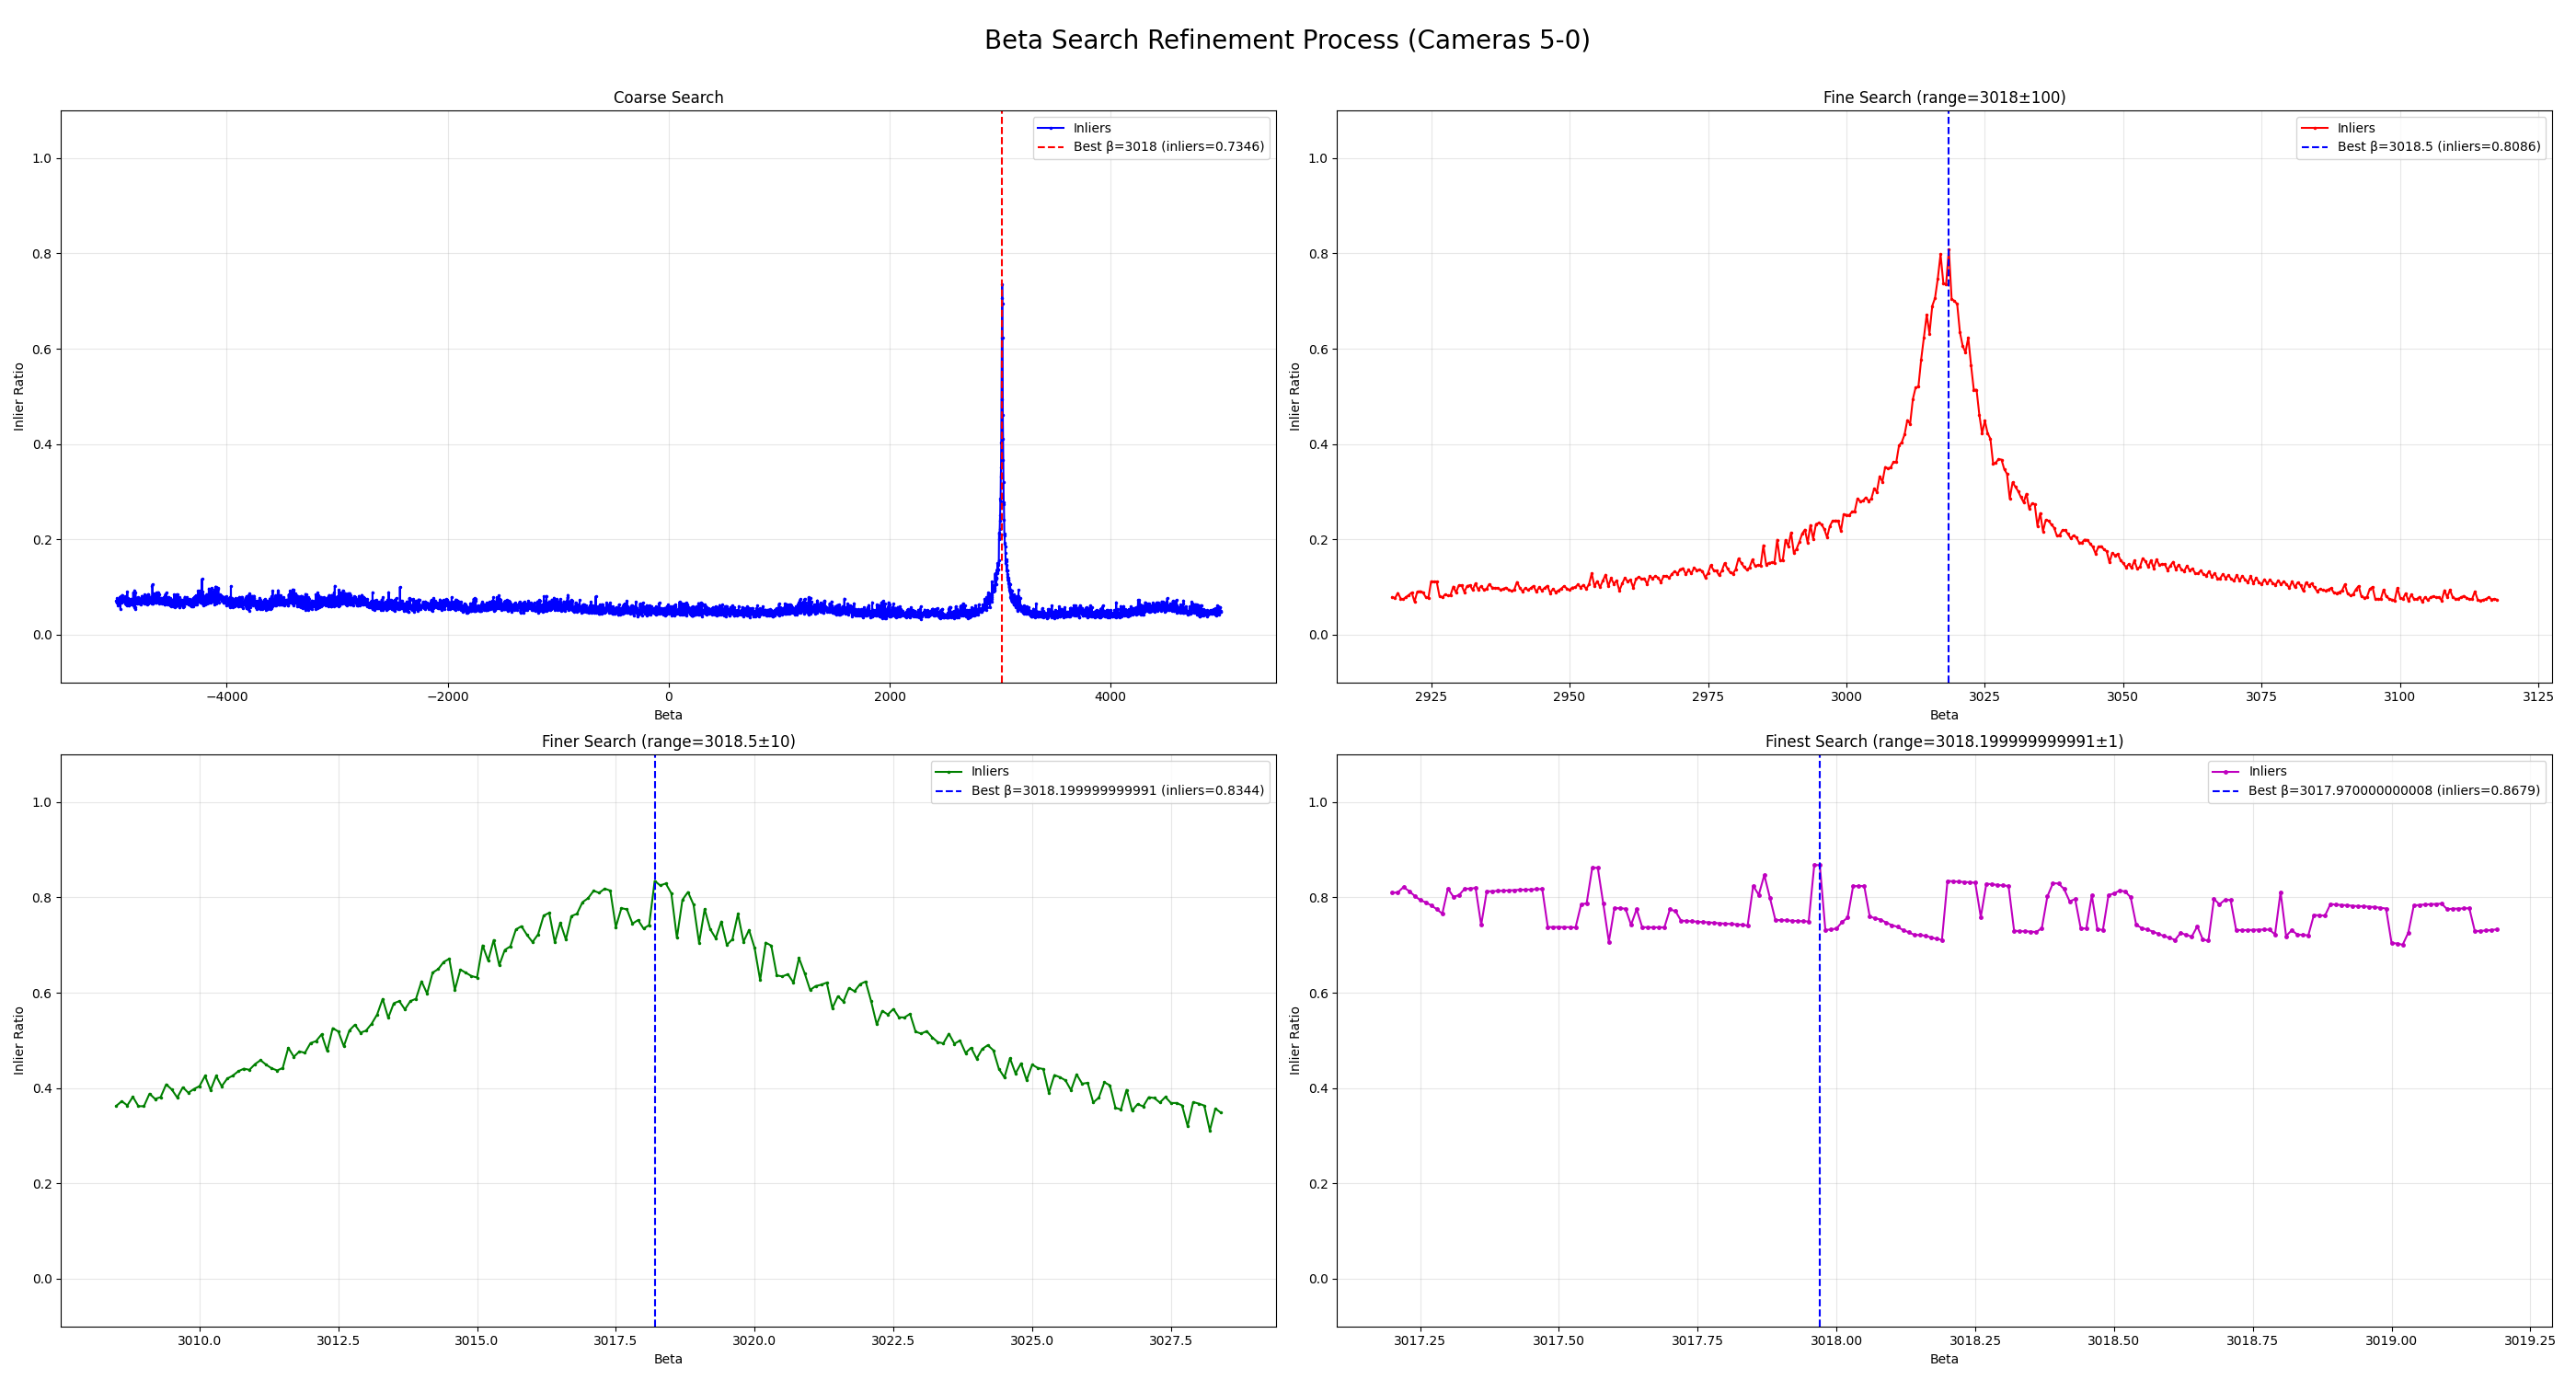 Beta Search Refinement Process (Cameras 5-0)
Coarse Search
Inliers
Best β=3018 (inliers=0.7346)
1.0
0.8
0.6
0.4
0.2
0.0
Inlier Ratio
−4000 −2000 0 2000 4000
Beta
Fine Search (range=3018±100)
Inliers
Best β=3018.5 (inliers=0.8086)
1.0
0.8
0.6
0.4
0.2
0.0
Inlier Ratio
2925 2950 2975 3000 3025 3050 3075 3100 3125
Beta
Finer Search (range=3018.5±10)
Inliers
Best β=3018.199999999991 (inliers=0.8344)
1.0
0.8
0.6
0.4
0.2
0.0
Inlier Ratio
3010.0 3012.5 3015.0 3017.5 3020.0 3022.5 3025.0 3027.5
Beta
Finest Search (range=3018.199999999991±1)
Inliers
Best β=3017.970000000008 (inliers=0.8679)
1.0
0.8
0.6
0.4
0.2
0.0
Inlier Ratio
3017.25 3017.50 3017.75 3018.00 3018.25 3018.50 3018.75 3019.00 3019.25
Beta